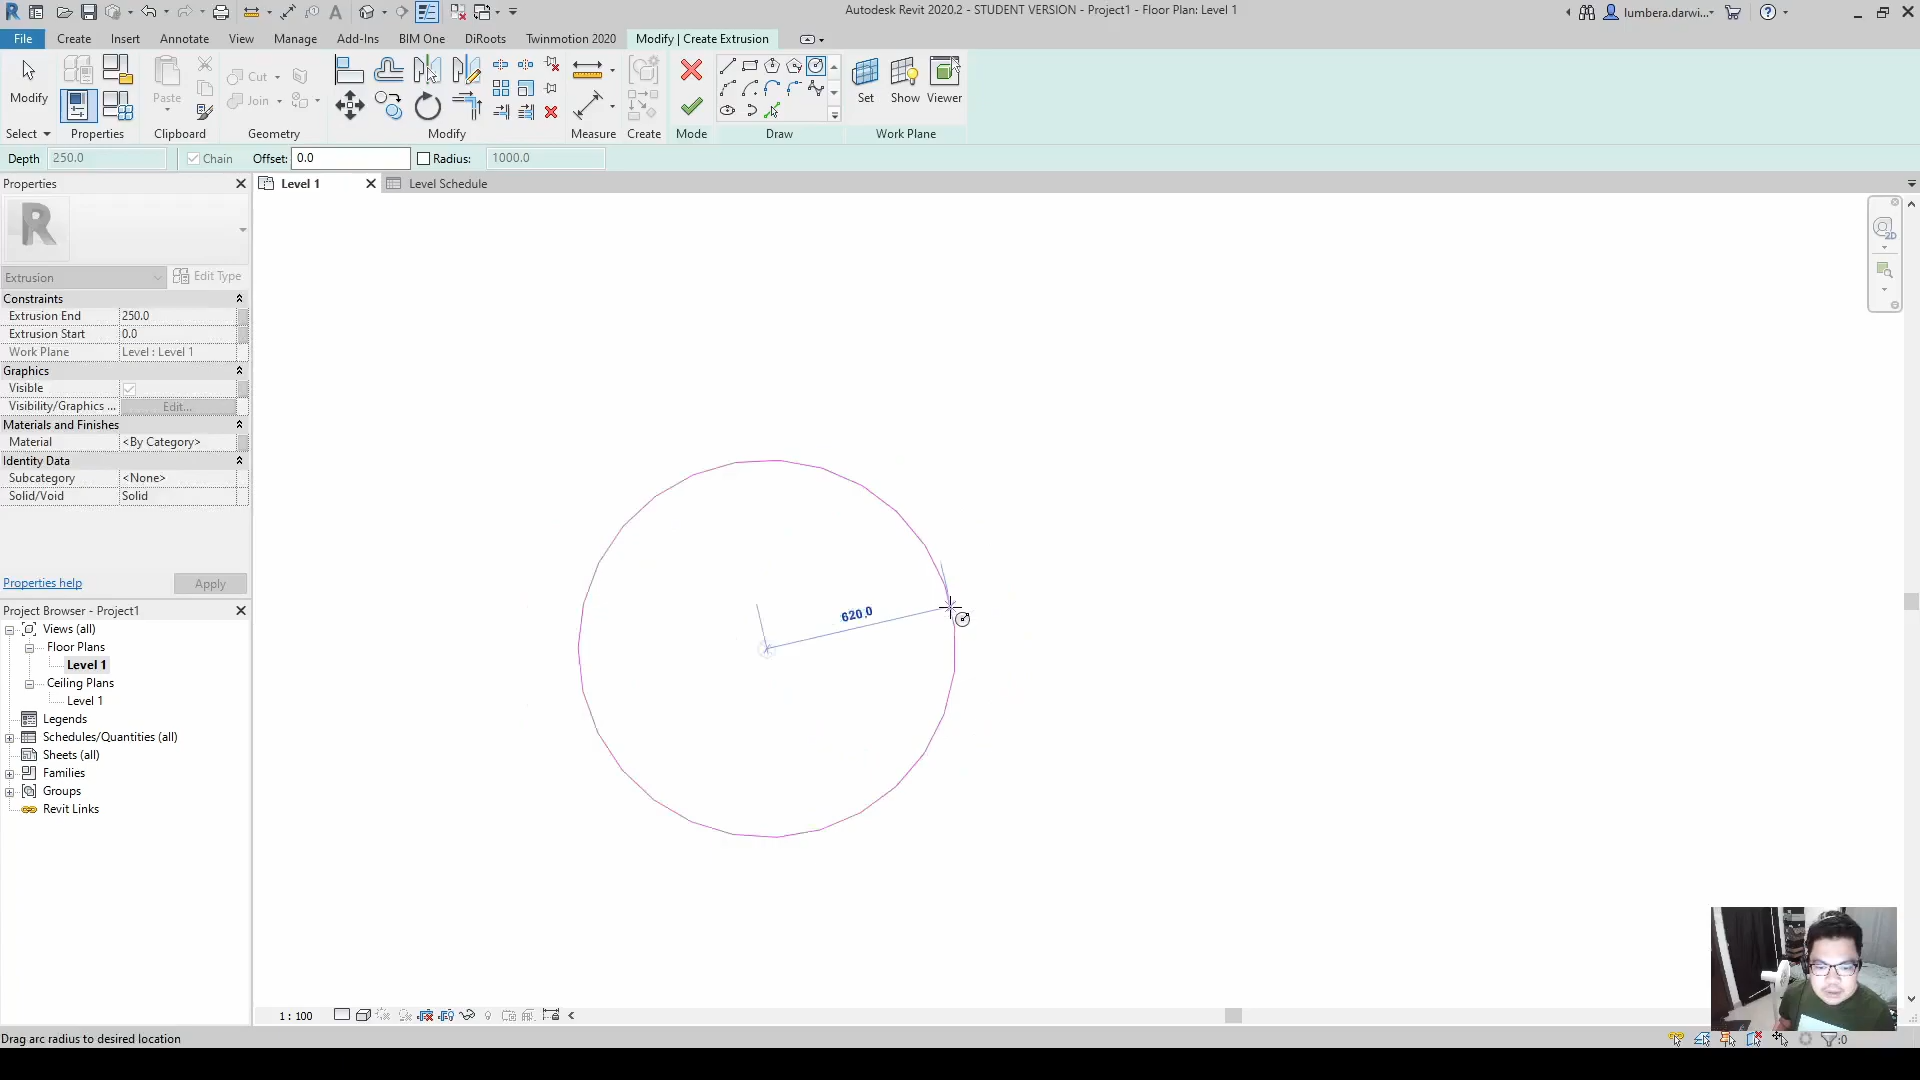 Autodesk Revit 2020.2 - STUDENT VERSION - Project1 - Floor Plan: Level 1
lumbera.darwi...
File Create Insert Annotate View Manage Add-Ins BIM One DiRoots Twinmotion 2020 Modify | Create Extrusion
Modify
Paste
Cut
Join
Set Show Viewer
Select Properties Clipboard Geometry Modify Measure Create Mode Draw Work Plane
Depth 250.0 Chain Offset: 0.0 Radius: 1000.0
Properties
Level 1
Level Schedule
R
Extrusion
Edit Type
Constraints
Extrusion End 250.0
Extrusion Start 0.0
Work Plane Level : Level 1
Graphics
Visible
Visibility/Graphics ... Edit...
Materials and Finishes
Material <By Category>
Identity Data
Subcategory <None>
Solid/Void Solid
Properties help
Apply
Project Browser - Project1
Views (all)
Floor Plans
Level 1
Ceiling Plans
Level 1
Legends
Schedules/Quantities (all)
Sheets (all)
Families
Groups
Revit Links
620.0
2D
1 : 100
Drag arc radius to desired location
:0